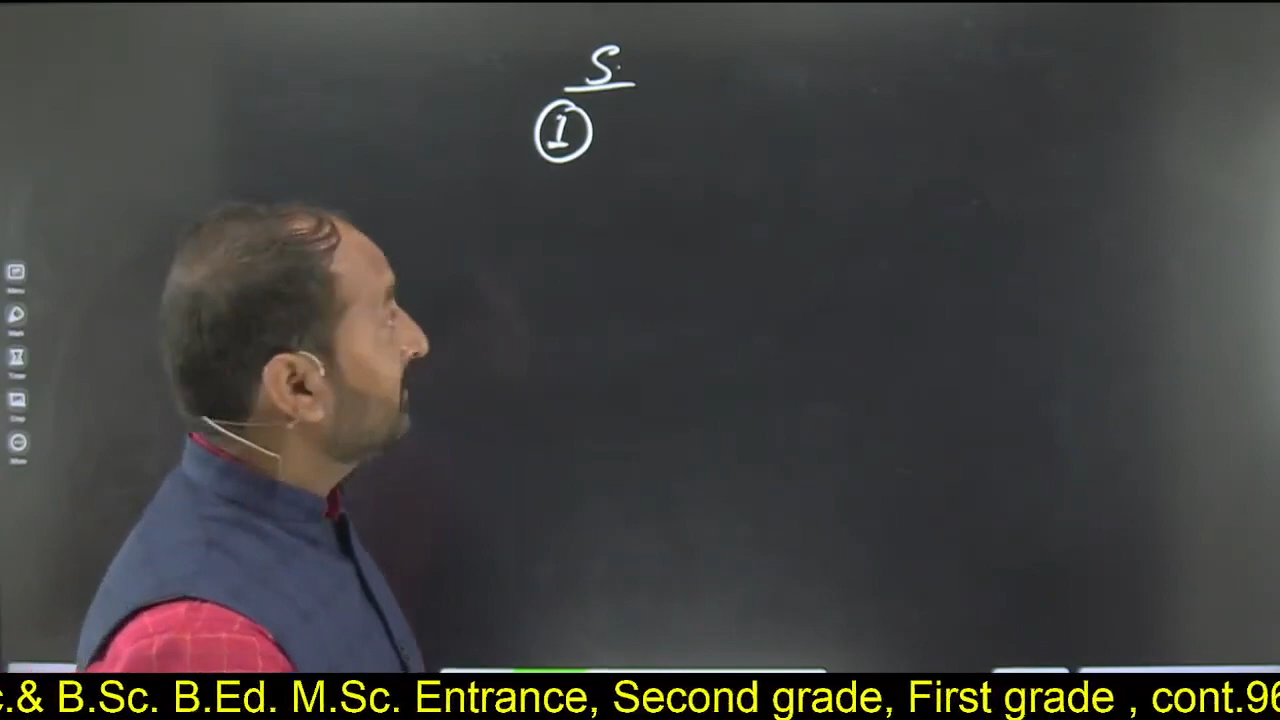 S.
1
c.& B.Sc. B.Ed. M.Sc. Entrance, Second grade, First grade , cont.96